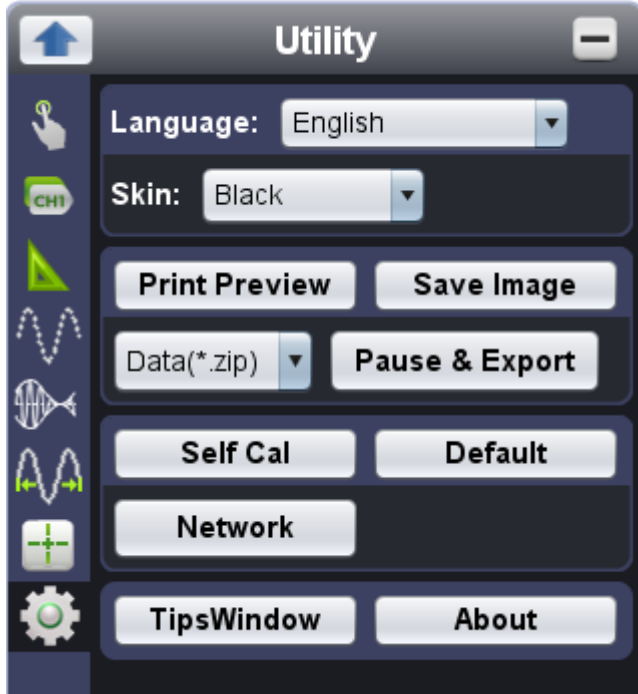 Utility
Language: English
CH1
Skin: Black
Print Preview Save Image
Data(*.zip) Pause & Export
Self Cal Default
Network
TipsWindow About